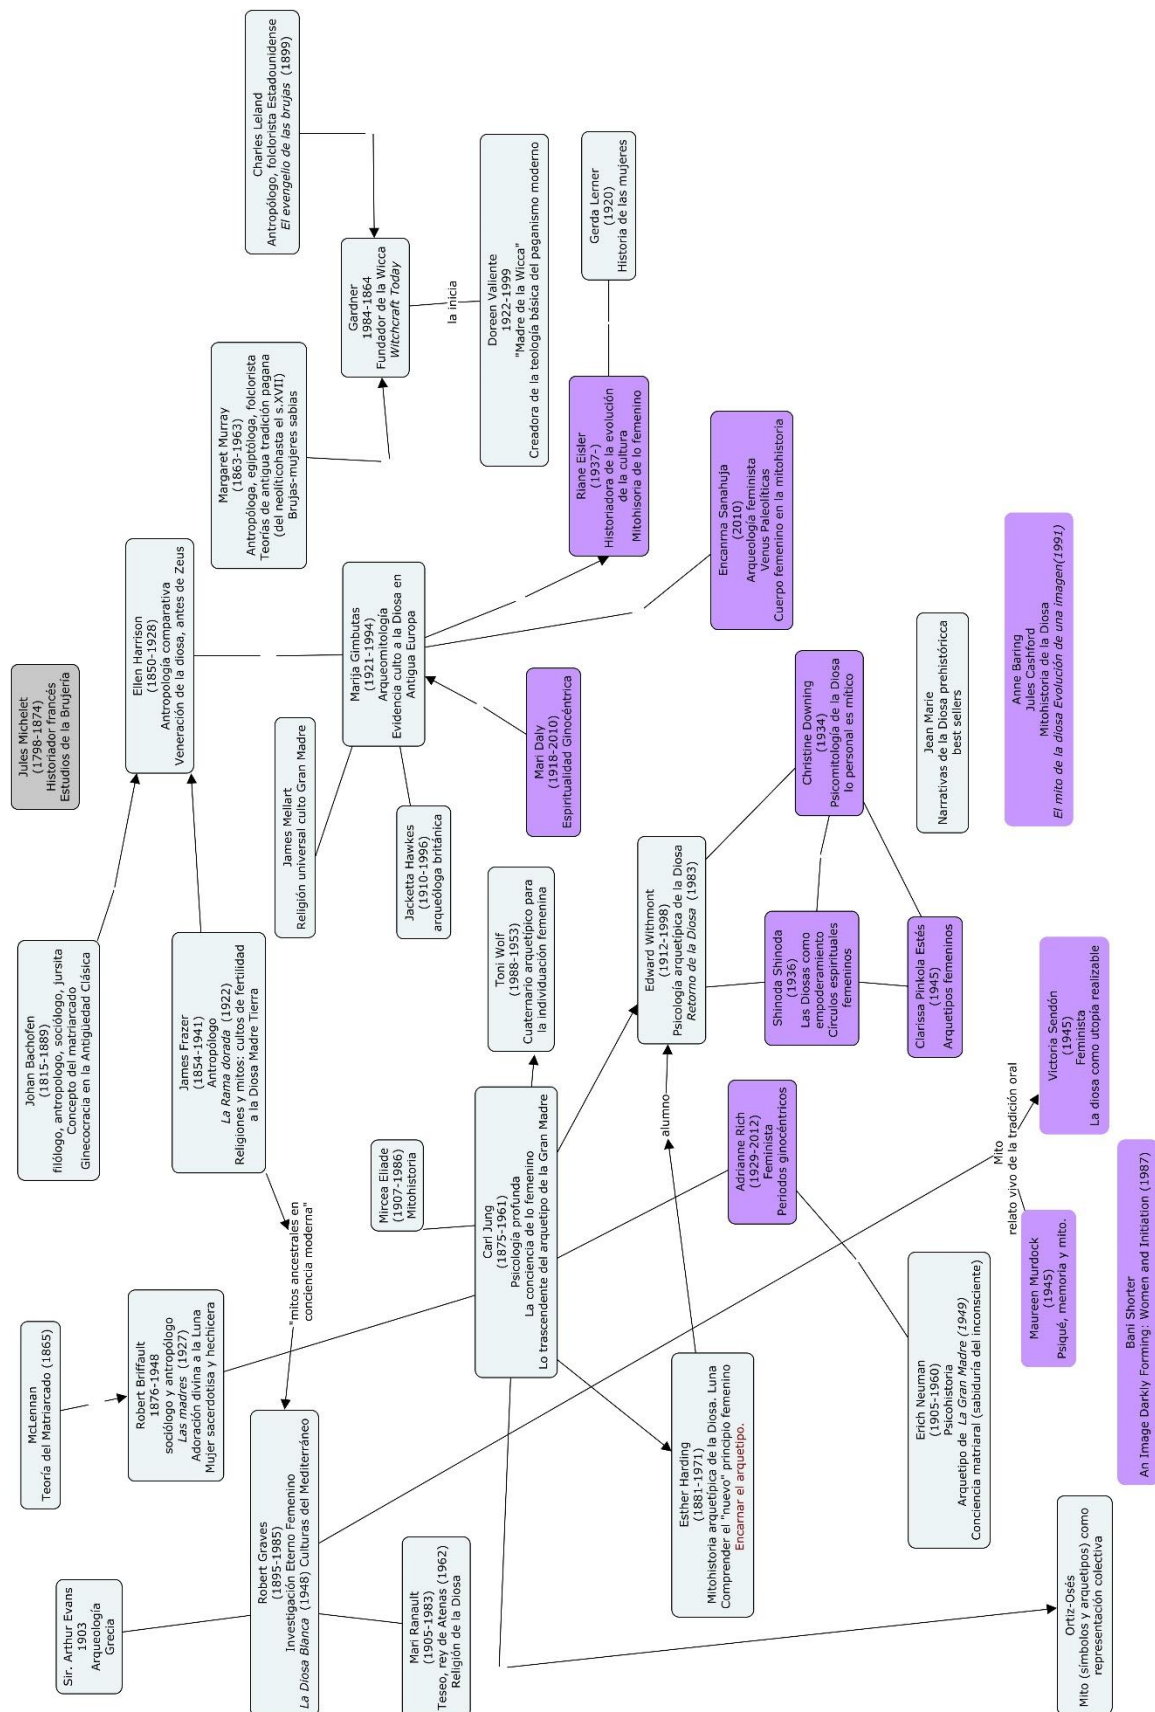 Sir. Arthur Evans
1903
Arqueología
Grecia
McLennan
Teoría del Matriarcado (1865)
Johan Bachofen
(1815-1889)
filólogo, antropologo, sociólogo, jursita
Concepto del matriarcado
Ginecocracia en la Antigüedad Clásica
Jules Michelet
(1798-1874)
Historiador francés
Estudios de la Brujería
Robert Briffault
1876-1948
sociólogo y antropólogo
Las madres (1927)
Adoración divina a la Luna
Mujer sacerdotisa y hechicera
James Frazer
(1854-1941)
Antropólogo
La Rama dorada (1922)
Religiones y mitos: cultos de fertilidad
a la Diosa Madre Tierra
Ellen Harrison
(1850-1928)
Antropología comparativa
Veneración de la diosa, antes de Zeus
Margaret Murray
(1863-1963)
Antropóloga, egiptóloga, folclorista
Teorías de antigua tradición pagana
(del neolíticohasta el s.XVII)
Brujas-mujeres sabias
Charles Leland
Antropólogo, folclorista Estadounidense
El evengelio de las brujas (1899)
Robert Graves
(1895-1985)
Investigación Eterno Femenino
La Diosa Blanca (1948) Culturas del Mediterráneo
"mitos ancestrales en
conciencia moderna"
James Mellart
Religión universal culto Gran Madre
Marija Gimbutas
(1921-1994)
Arqueomitología
Evidencia culto a la Diosa en
Antigua Europa
Gardner
1984-1864
Fundador de la Wicca
Witchcraft Today
la inicia
Mari Ranault
(1905-1983)
Teseo, rey de Atenas (1962)
Religión de la Diosa
Mircea Eliade
(1907-1986)
Mitohistoria
Jacketta Hawkes
(1910-1996)
arqueóloga británica
Doreen Valiente
1922-1999
"Madre de la Wicca"
Creadora de la teología básica del paganismo moderno
Carl Jung
(1875-1961)
Psicología profunda
La conciencia de lo femenino
Lo trascendente del arquetipo de la Gran Madre
Toni Wolf
(1988-1953)
Cuaternario arquetípico para
la individuación femenina
Mari Daly
(1918-2010)
Espiritualidad Ginocéntrica
Riane Eisler
(1937-)
Historiadora de la evolución
de la cultura
Mitohisoria de lo femenino
Gerda Lerner
(1920)
Historia de las mujeres
Esther Harding
(1881-1971)
Mitohistoria arquetípica de la Diosa. Luna
Comprender el "nuevo" principio femenino
Encarnar el arquetipo.
alumno
Edward Withmont
(1912-1998)
Psicología arquetípica de la Diosa
Retorno de la Diosa (1983)
Encanrna Sanahuja
(2010)
Arqueología feminista
Venus Paleolíticas
Cuerpo femenino en la mitohistoria
Adrianne Rich
(1929-2012)
Feminista
Periodos ginocéntricos
Shinoda Shinoda
(1936)
Las Diosas como
empoderamiento
Círculos espirituales
femeninos
Christine Downing
(1934)
Psicomitología de la Diosa
lo personal es mítico
Erich Neuman
(1905-1960)
Psicohistoria
Arquetipo de La Gran Madre (1949)
Conciencia matriaral (sabiduría del inconsciente)
Clarissa Pinkola Estés
(1945)
Arquetipos femeninos
Jean Marie
Narrativas de la Diosa prehistóricca
best sellers
Mito
relato vivo de la tradición oral
Maureen Murdock
(1945)
Psiqué, memoria y mito.
Victoria Sendón
(1945)
Feminista
La diosa como utopía realizable
Anne Baring
Jules Cashford
Mitohistoria de la Diosa
El mito de la diosa Evolución de una imagen(1991)
Ortiz-Osés
Mito (símbolos y arquetipos) como
representación colectiva
Bani Shorter
An Image Darkly Forming: Women and Initiation (1987)